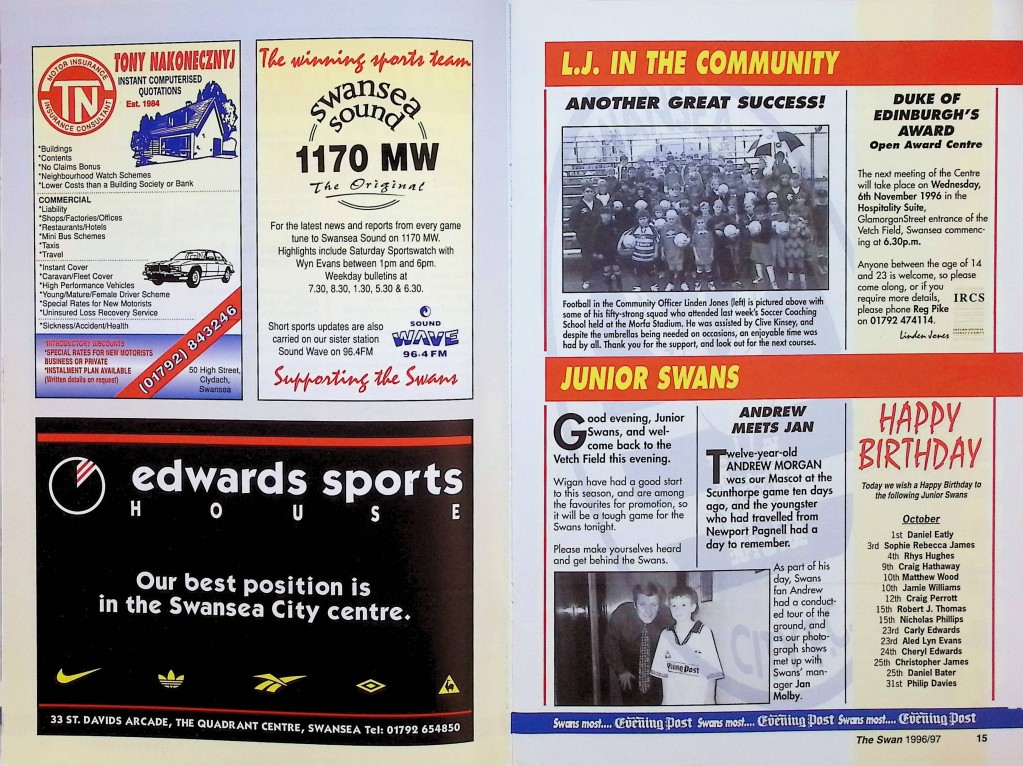 MOTOR INSURANCE
TN
INSURANCE CONSULTANT
TONY NAKONECZNYJ
INSTANT COMPUTERISED
QUOTATIONS
Est. 1984
*Buildings
*Contents
*No Claims Bonus
*Neighbourhood Watch Schemes
*Lower Costs than a Building Society or Bank
COMMERCIAL
*Liability
*Shops/Factories/Offices
*Restaurants/Hotels
*Mini Bus Schemes
*Taxis
*Travel
*Instant Cover
*Caravan/Fleet Cover
*High Performance Vehicles
*Young/Mature/Female Driver Scheme
*Special Rates for New Motorists
*Uninsured Loss Recovery Service
*Sickness/Accident/Health
*INTRODUCTORY DISCOUNTS
*SPECIAL RATES FOR NEW MOTORISTS
BUSINESS OR PRIVATE
*INSTALMENT PLAN AVAILABLE
(Written details on request)
(01792) 843246
50 High Street,
Clydach,
Swansea
The winning sports team
swansea
sound
1170 MW
The Original
For the latest news and reports from every game
tune to Swansea Sound on 1170 MW.
Highlights include Saturday Sportswatch with
Wyn Evans between 1pm and 6pm.
Weekday bulletins at
7.30, 8.30, 1.30, 5.30 & 6.30.
Short sports updates are also
carried on our sister station
Sound Wave on 96.4FM
SOUND
WAVE
96·4 FM
Supporting the Swans
edwards sports
HOUSE
Our best position is
in the Swansea City centre.
33 ST. DAVIDS ARCADE, THE QUADRANT CENTRE, SWANSEA Tel: 01792 654850
L.J. IN THE COMMUNITY
ANOTHER GREAT SUCCESS!
Football in the Community Officer Linden Jones (left) is pictured above with
some of his fifty-strong squad who attended last week's Soccer Coaching
School held at the Morfa Stadium. He was assisted by Clive Kinsey, and
despite the umbrellas being needed on occasions, an enjoyable time was
had by all. Thank you for the support, and look out for the next courses.
DUKE OF
EDINBURGH'S
AWARD
Open Award Centre
The next meeting of the Centre
will take place on Wednesday,
6th November 1996 in the
Hospitality Suite,
GlamorganStreet entrance of the
Vetch Field, Swansea commenc-
ing at 6.30p.m.
Anyone between the age of 14
and 23 is welcome, so please
come along, or if you
require more details,
please phone Reg Pike
on 01792 474114.
IRCS
Linden Jones
JUNIOR SWANS
Good evening, Junior
Swans, and wel-
come back to the
Vetch Field this evening.
Wigan have had a good start
to this season, and are among
the favourites for promotion, so
it will be a tough game for the
Swans tonight.
Please make yourselves heard
and get behind the Swans.
ANDREW
MEETS JAN
Twelve-year-old
ANDREW MORGAN
was our Mascot at the
Scunthorpe game ten days
ago, and the youngster
who had travelled from
Newport Pagnell had a
day to remember.
As part of his
day, Swans
fan Andrew
had a conduct-
ed tour of the
ground, and
as our photo-
graph shows
met up with
Swans' man-
ager Jan
Molby.
Evening Post
HAPPY
BIRTHDAY
Today we wish a Happy Birthday to
the following Junior Swans
October
1st Daniel Eatly
3rd Sophie Rebecca James
4th Rhys Hughes
9th Craig Hathaway
10th Matthew Wood
10th Jamie Williams
12th Craig Perrott
15th Robert J. Thomas
15th Nicholas Phillips
23rd Carly Edwards
23rd Aled Lyn Evans
24th Cheryl Edwards
25th Christopher James
25th Daniel Bater
31st Philip Davies
Swans most.... Evening Post Swans most.... Evening Post Swans most.... Evening Post
The Swan 1996/97 15